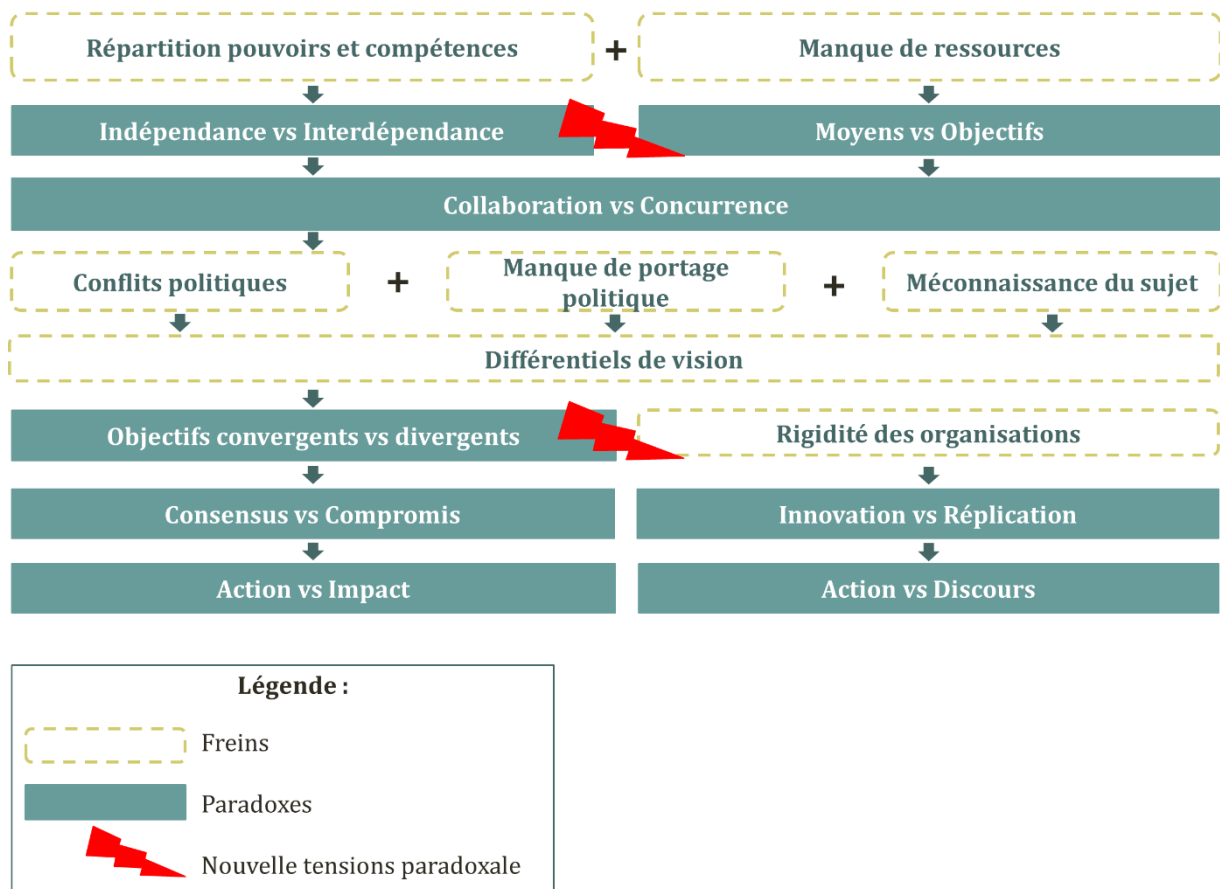 Répartition pouvoirs et compétences
+
Manque de ressources
Indépendance vs Interdépendance
Moyens vs Objectifs
Collaboration vs Concurrence
Conflits politiques
+
Manque de portage
politique
+
Méconnaissance du sujet
Différentiels de vision
Objectifs convergents vs divergents
Rigidité des organisations
Consensus vs Compromis
Innovation vs Réplication
Action vs Impact
Action vs Discours
Légende :
Freins
Paradoxes
Nouvelle tensions paradoxale